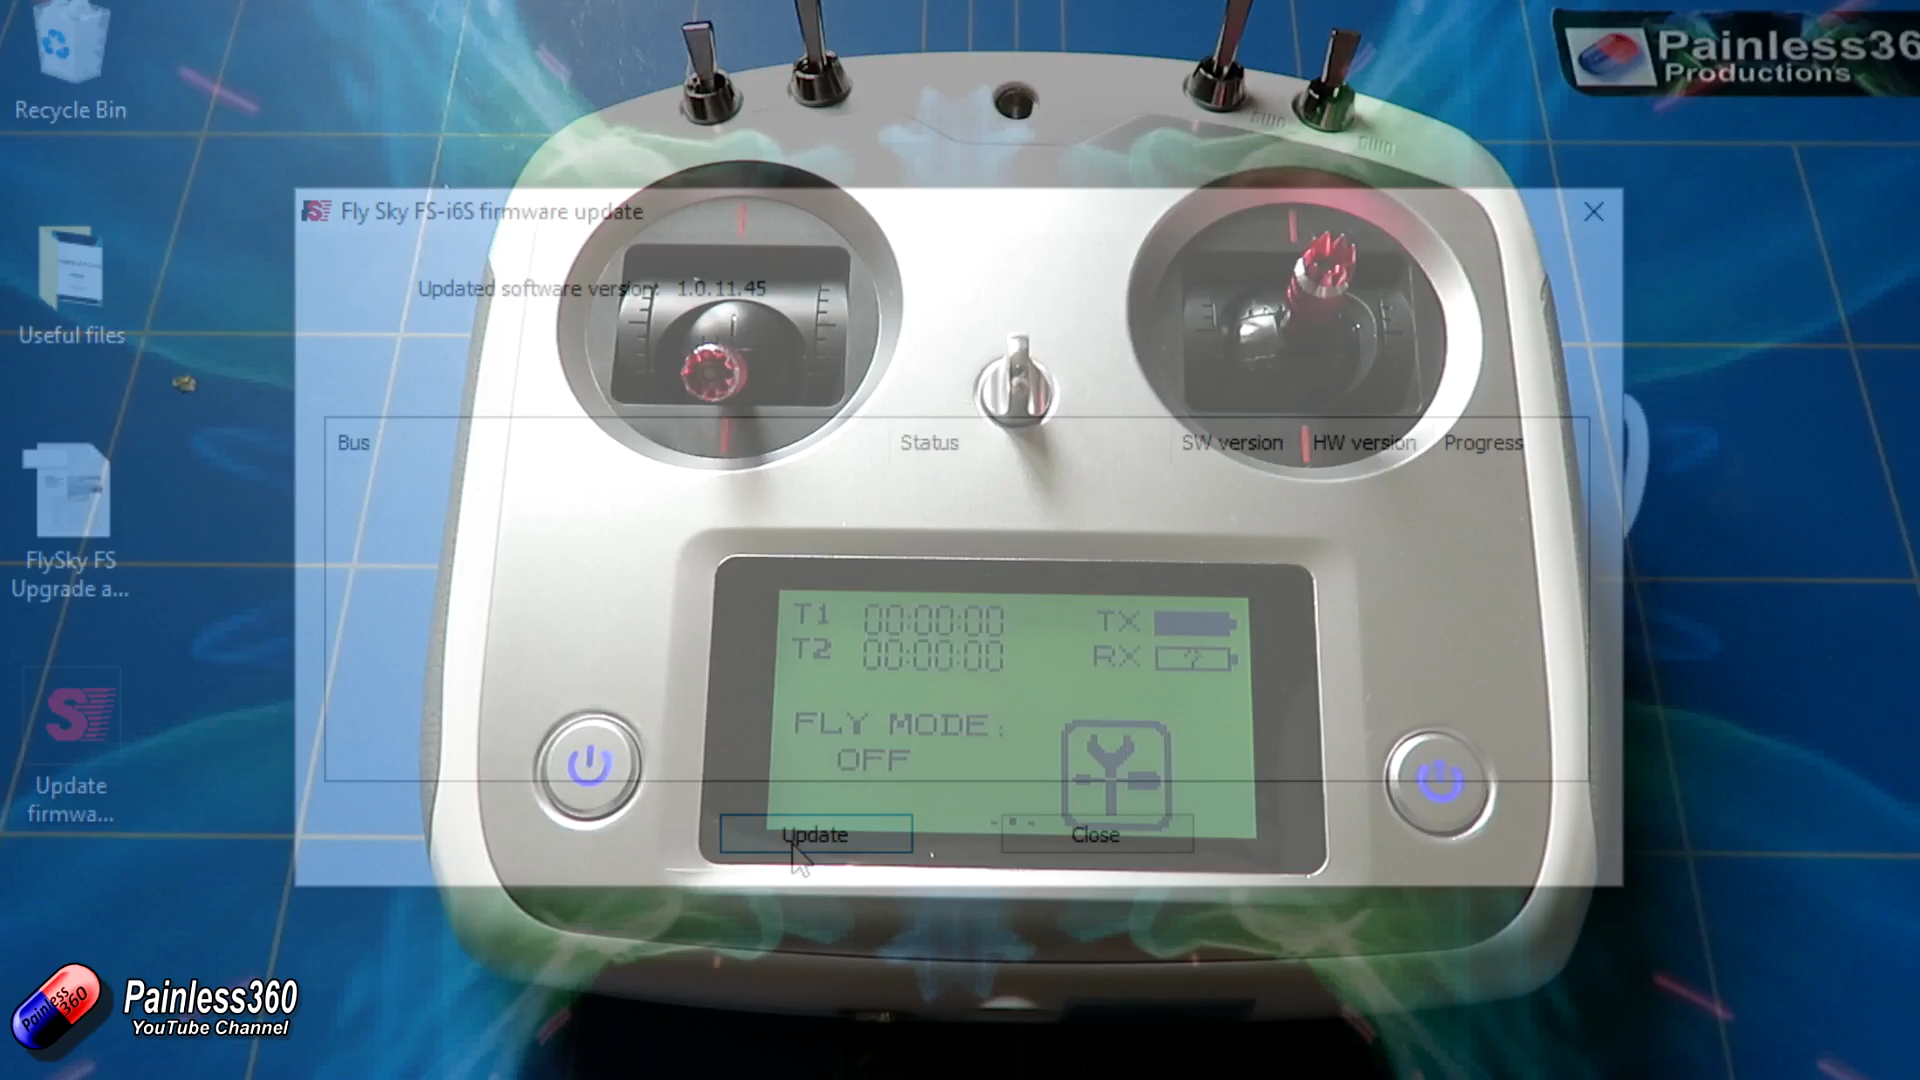 Recycle Bin
Painless36
Productions
Fly Sky FS-i6S firmware update
Updated software version: 1.0.11.45
Useful files
Bus
Status
SW version
HW version
Progress
FlySky FS
Upgrade a...
T1 00:00:00
TX
T2 00:00:00
RX ?
FLY MODE:
OFF
Update
firmwa...
Update
Close
Painless360
Painless360
YouTube Channel